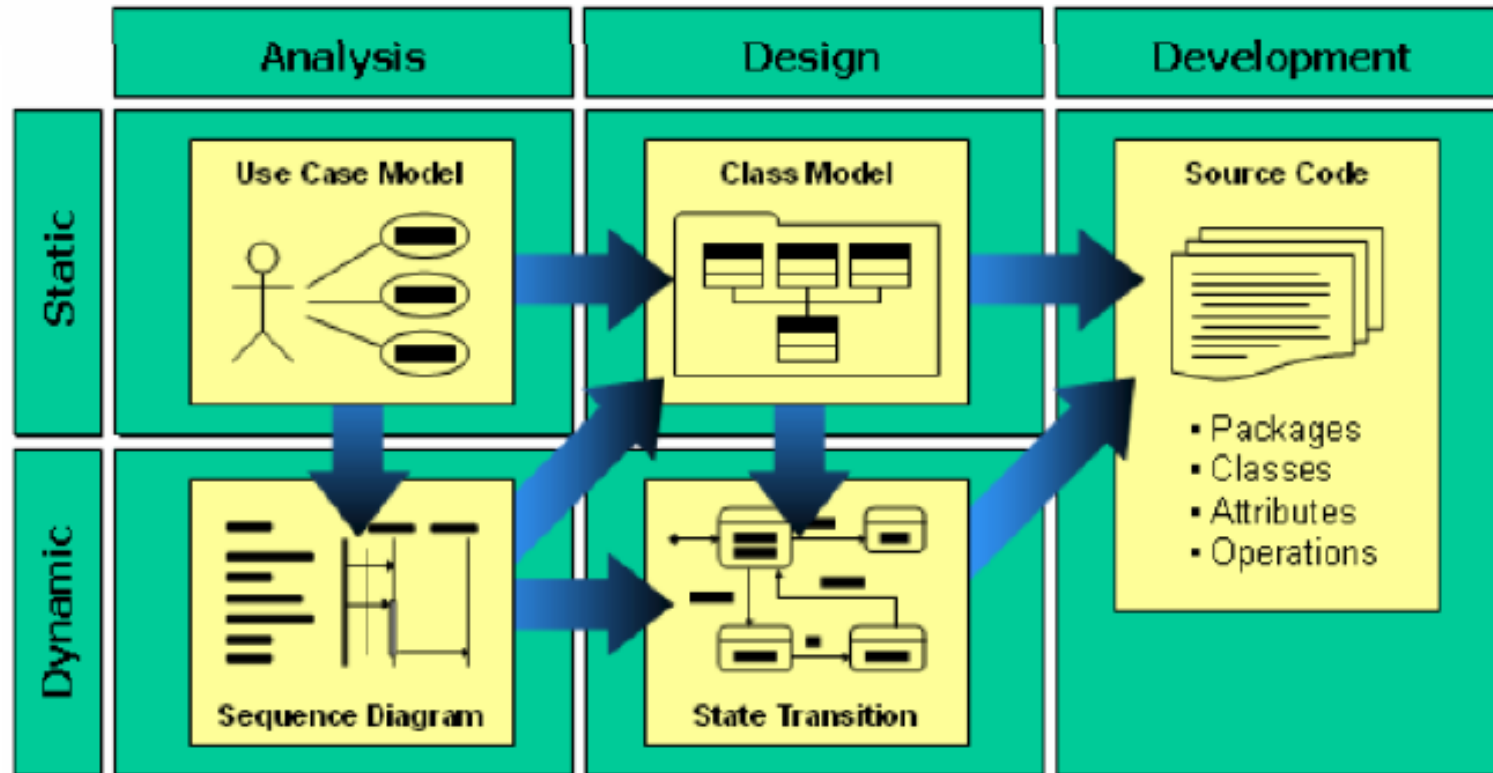 Analysis
Design
Development
Static
Use Case Model
Class Model
Source Code
▪ Packages
▪ Classes
▪ Attributes
▪ Operations
Dynamic
Sequence Diagram
State Transition